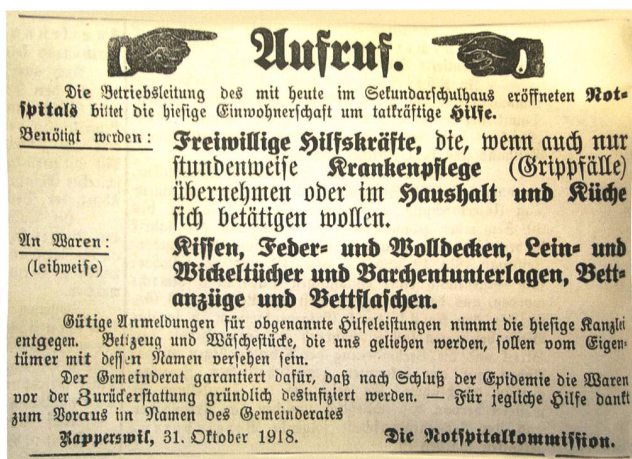 Aufruf.
Die Betriebsleitung des mit heute im Sekundarschulhaus eröffneten Not-
spitals bittet die hiesige Einwohnerschaft um tatkräftige Hilfe.
Benötigt werden: Freiwillige Hilfskräfte, die, wenn auch nur
stundenweise Krankenpflege (Grippfälle)
übernehmen oder im Haushalt und Küche
sich betätigen wollen.
An Waren: Kissen, Feder- und Wolldecken, Lein- und
(leihweise) Wickeltücher und Barchentunterlagen, Bett-
anzüge und Bettflaschen.
Gütige Anmeldungen für obgenannte Hilfeleistungen nimmt die hiesige Kanzlei
entgegen. Bettzeug und Wäschestücke, die uns geliehen werden, sollen vom Eigen-
tümer mit dessen Namen versehen sein.
Der Gemeinderat garantiert dafür, daß nach Schluß der Epidemie die Waren
vor der Zurückerstattung gründlich desinfiziert werden. — Für jegliche Hilfe dankt
zum Voraus im Namen des Gemeinderates
Rapperswil, 31. Oktober 1918. Die Notspitalkommission.